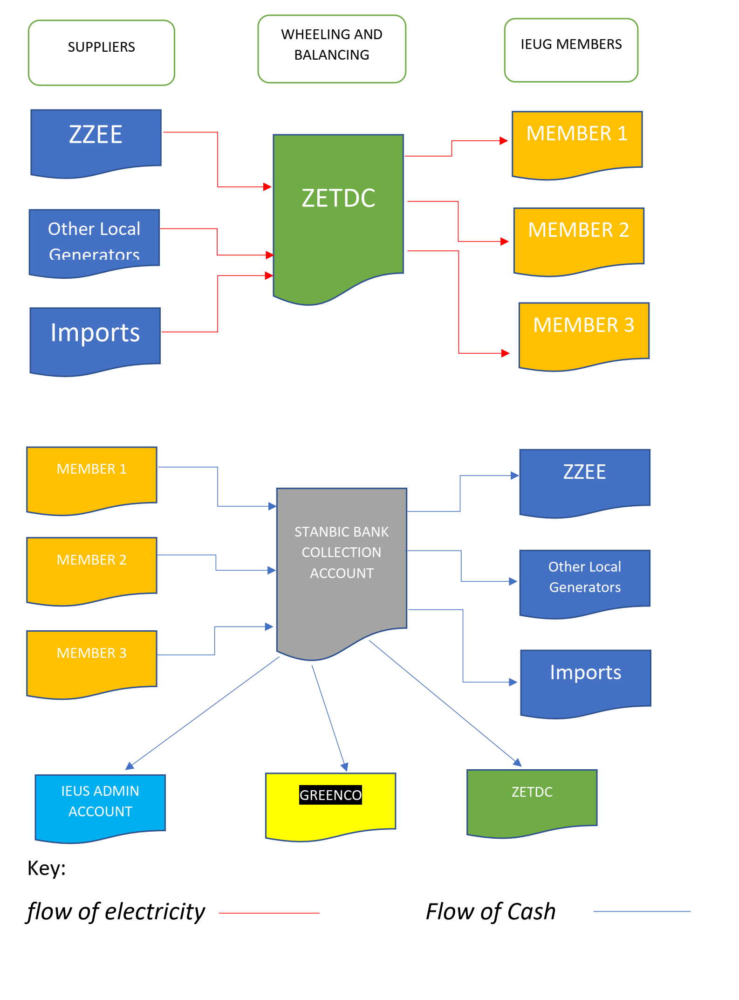 SUPPLIERS
WHEELING AND
BALANCING
IEUG MEMBERS
ZZEE
ZETDC
MEMBER 1
Other Local
Generators
MEMBER 2
Imports
MEMBER 3
MEMBER 1
ZZEE
STANBIC BANK
COLLECTION
ACCOUNT
MEMBER 2
Other Local
Generators
MEMBER 3
Imports
IEUS ADMIN
ACCOUNT
GREENCO
ZETDC
Key:
flow of electricity
Flow of Cash